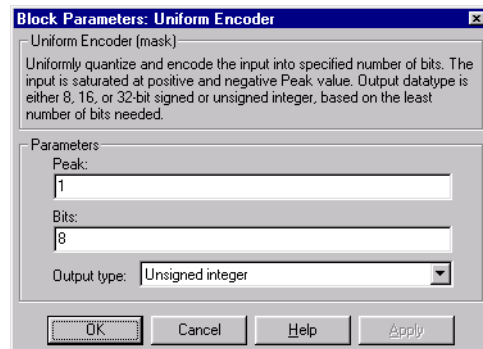 Block Parameters: Uniform Encoder
Uniform Encoder (mask)
Uniformly quantize and encode the input into specified number of bits. The
input is saturated at positive and negative Peak value. Output datatype is
either 8, 16, or 32-bit signed or unsigned integer, based on the least
number of bits needed.
Parameters
Peak:
1
Bits:
8
Output type: Unsigned integer
OK Cancel Help Apply